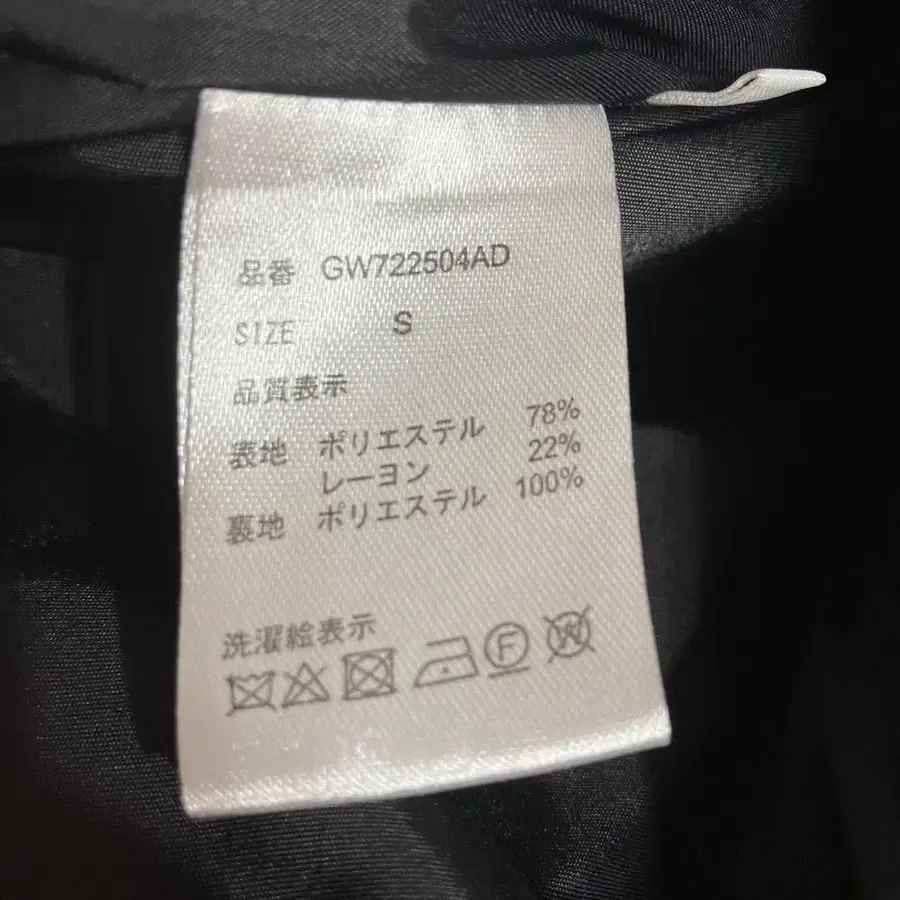 品番 GW722504AD
SIZE S
品質表示
表地 ポリエステル 78%
レーヨン 22%
裏地 ポリエステル 100%
洗濯絵表示
F W